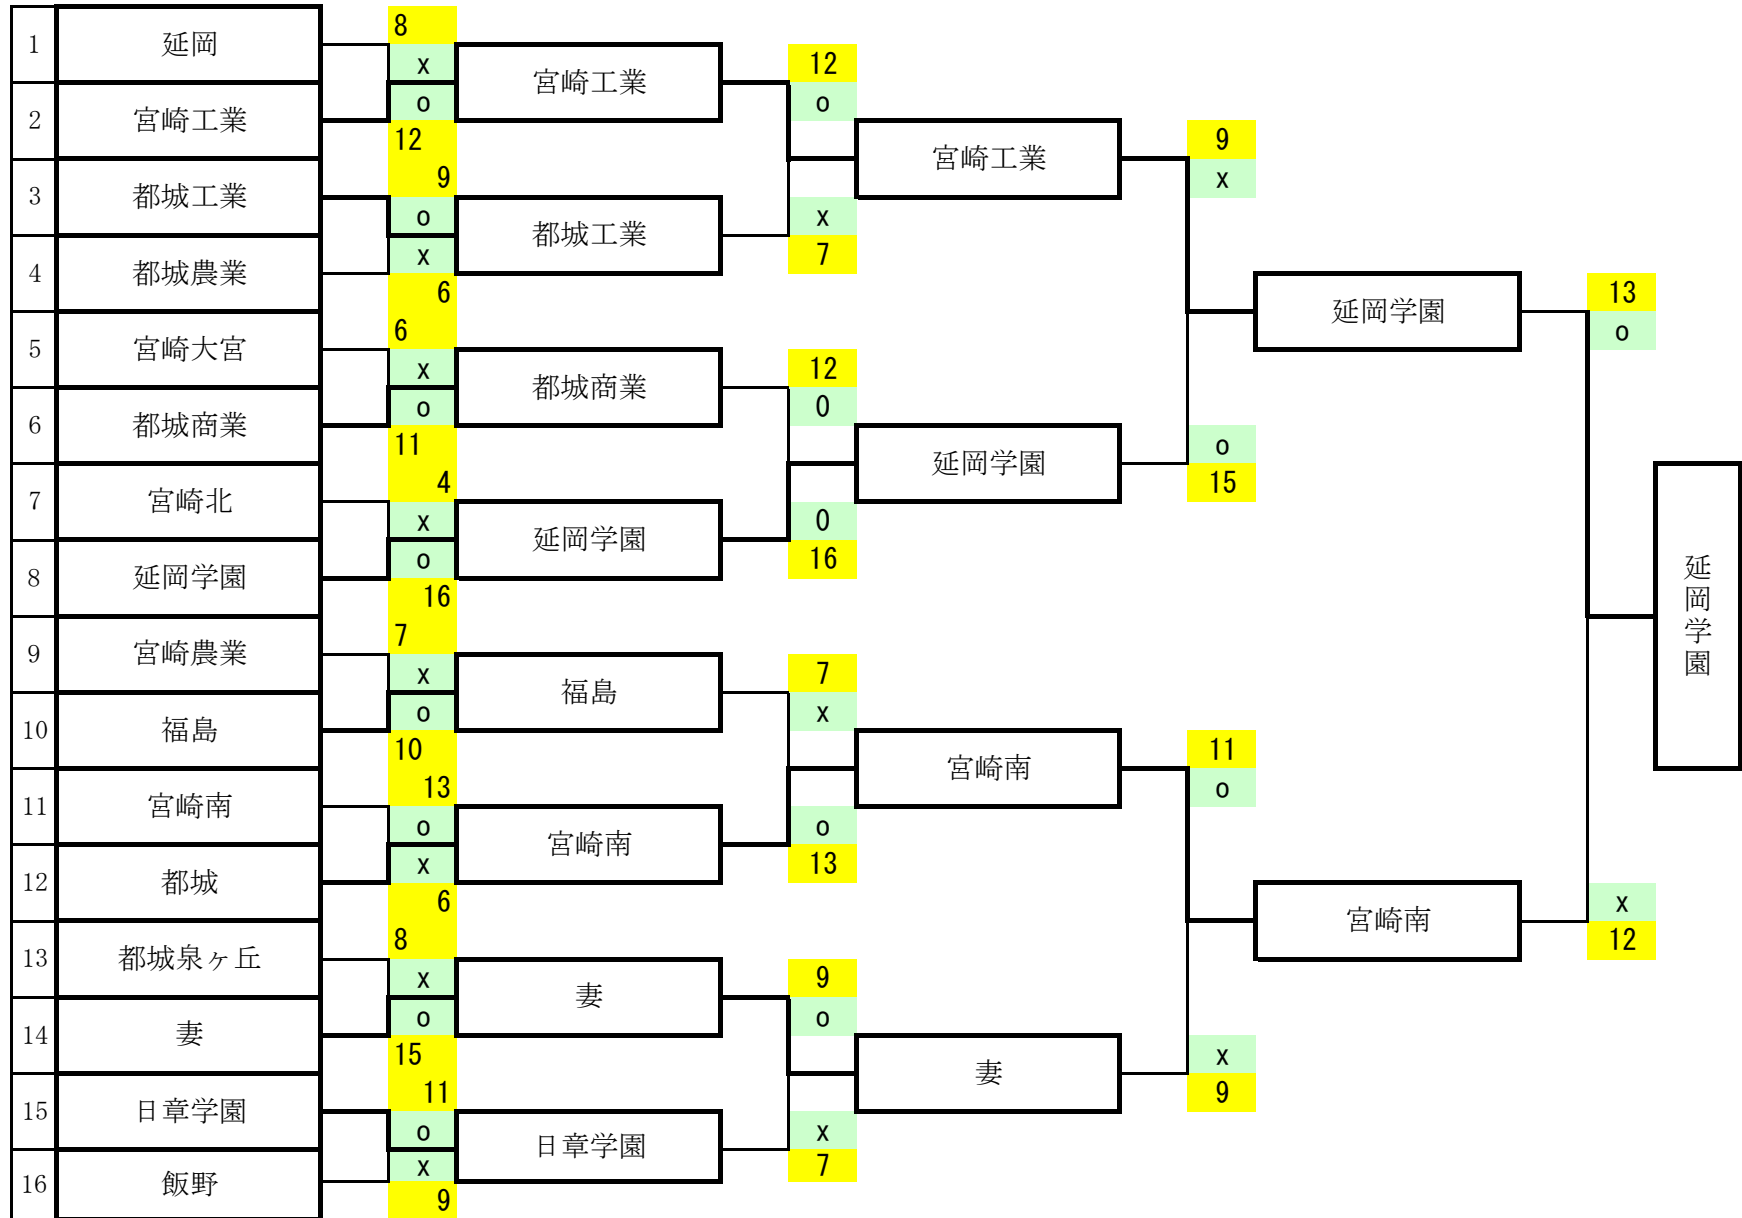 1 延岡 8
x
宮崎工業
12
o
o
2 宮崎工業 12
宮崎工業
9
x
3 都城工業 9
o
都城工業
x
7
x
4 都城農業 6
延岡学園
13
o
5 宮崎大宮 6
x
都城商業
12
0
o
6 都城商業 11
延岡学園
o
15
7 宮崎北 4
x
延岡学園
0
16
o
8 延岡学園 16
延岡学園
9 宮崎農業 7
x
福島
7
x
o
10 福島 10
宮崎南
11
o
11 宮崎南 13
o
宮崎南
o
13
x
12 都城 6
宮崎南
x
12
13 都城泉ヶ丘 8
x
妻
9
o
o
14 妻 15
妻
x
9
15 日章学園 11
o
日章学園
x
7
x
16 飯野 9